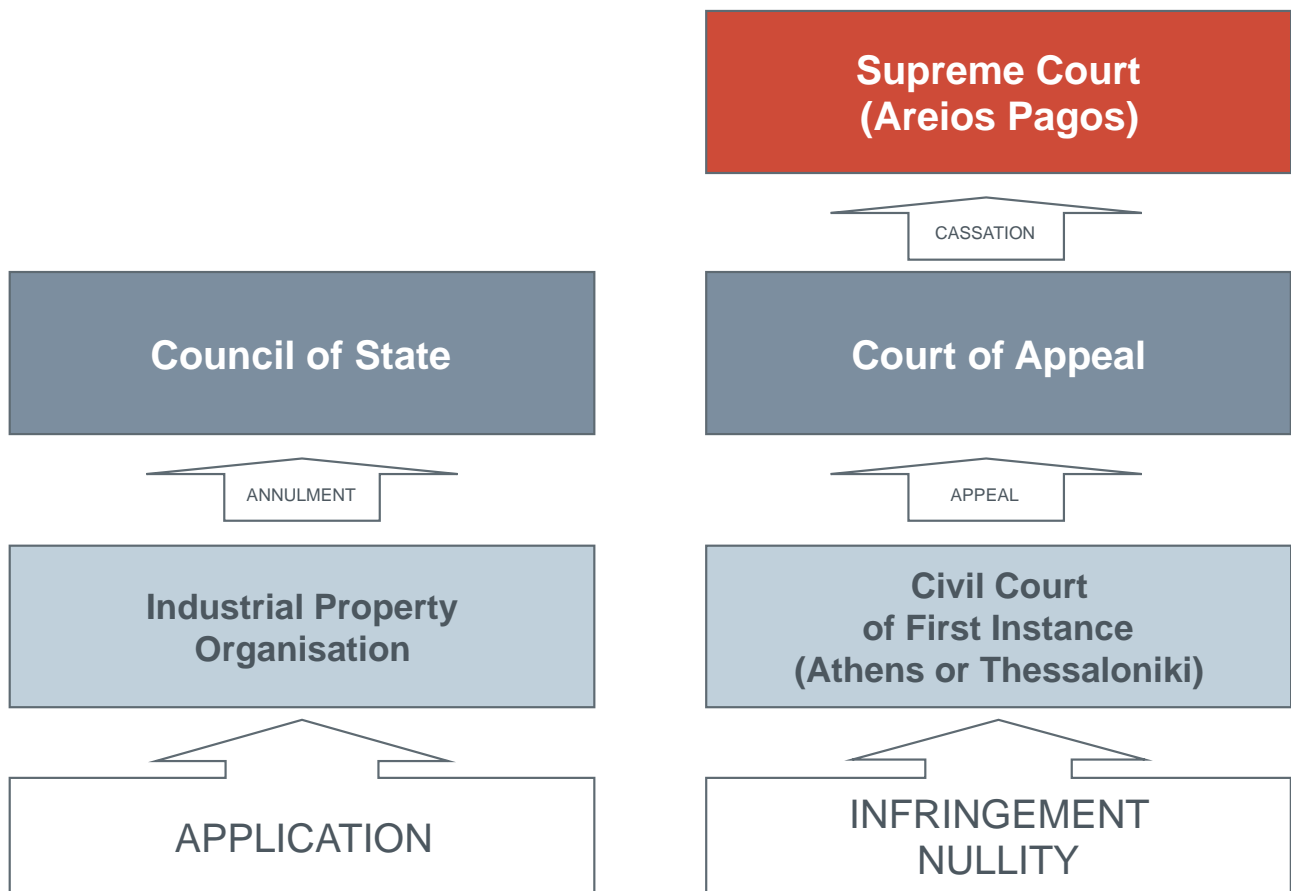 Supreme Court
(Areios Pagos)
CASSATION
Council of State
Court of Appeal
ANNULMENT
APPEAL
Industrial Property
Organisation
Civil Court
of First Instance
(Athens or Thessaloniki)
APPLICATION
INFRINGEMENT
NULLITY